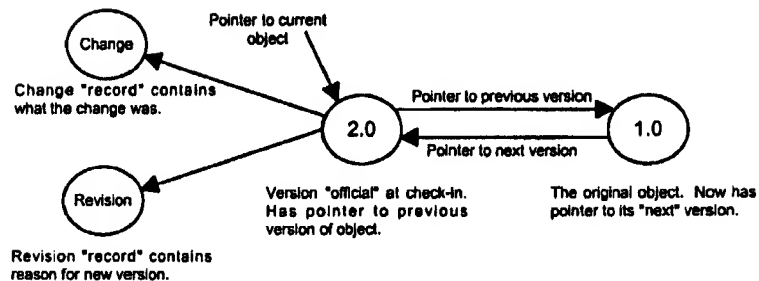 Pointer to current
object
Change
Change "record" contains
what the change was.
Pointer to previous version
2.0
1.0
Pointer to next version
Revision
Version "official" at check-in.
Has pointer to previous
version of object.
The original object. Now has
pointer to its "next" version.
Revision "record" contains
reason for new version.